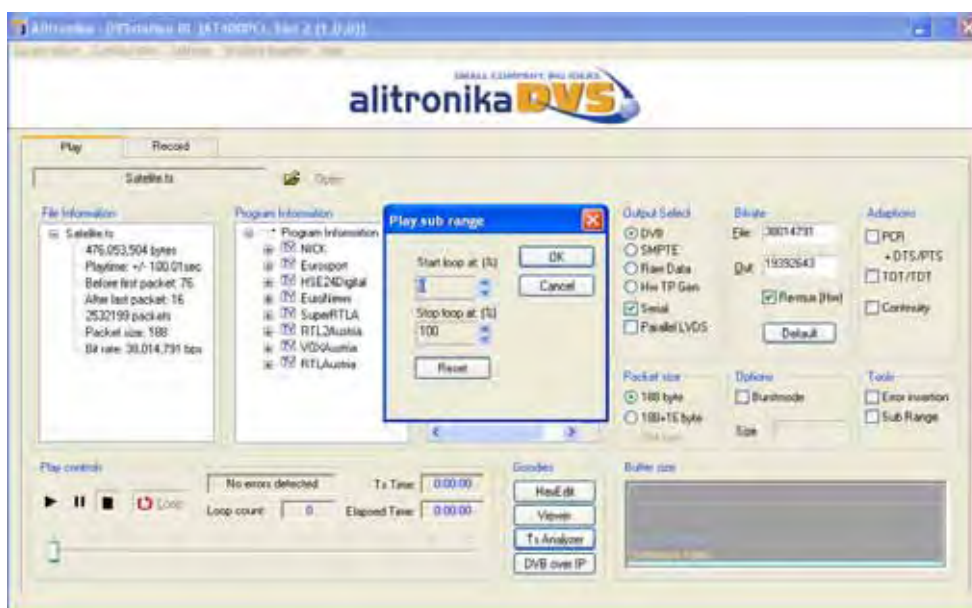 SMALL COMPANY BIG IDEAS
alitronika DVS
Play
Record
Satellite.ts
Open
File Information
Satelite.ts
476,053,504 bytes
Playtime: +/- 100.01sec
Before first packet: 76
After last packet: 16
2532199 packets
Packet size: 188
Bit rate: 38,014,791 bps
Program Information
Program Information
NICK
Eurosport
HSE24Digital
EuroNews
SuperRTLA
RTL2Austria
VOXAustria
RTLAustria
Play sub range
Start loop at: (%)
Stop loop at: (%)
100
OK
Cancel
Reset
Output Select
DVB
SMPTE
Raw Data
Hw TP Gen
Serial
Parallel LVDS
Bitrate
File: 38014791
Out: 19392643
Remux (Hw)
Default
Adaptions
PCR
+DTS/PTS
TOT/TDT
Continuity
Packet size
188 byte
188+16 byte
Options
Burstmode
Size
Tools
Error insertion
Sub Range
Play controls
Loop
No errors detected
Loop count: 0
Tx Time: 0:00:00
Elapsed Time: 0:00:00
Goodies
HexEdit
Viewer
Ts Analyzer
DVB over IP
Buffer size